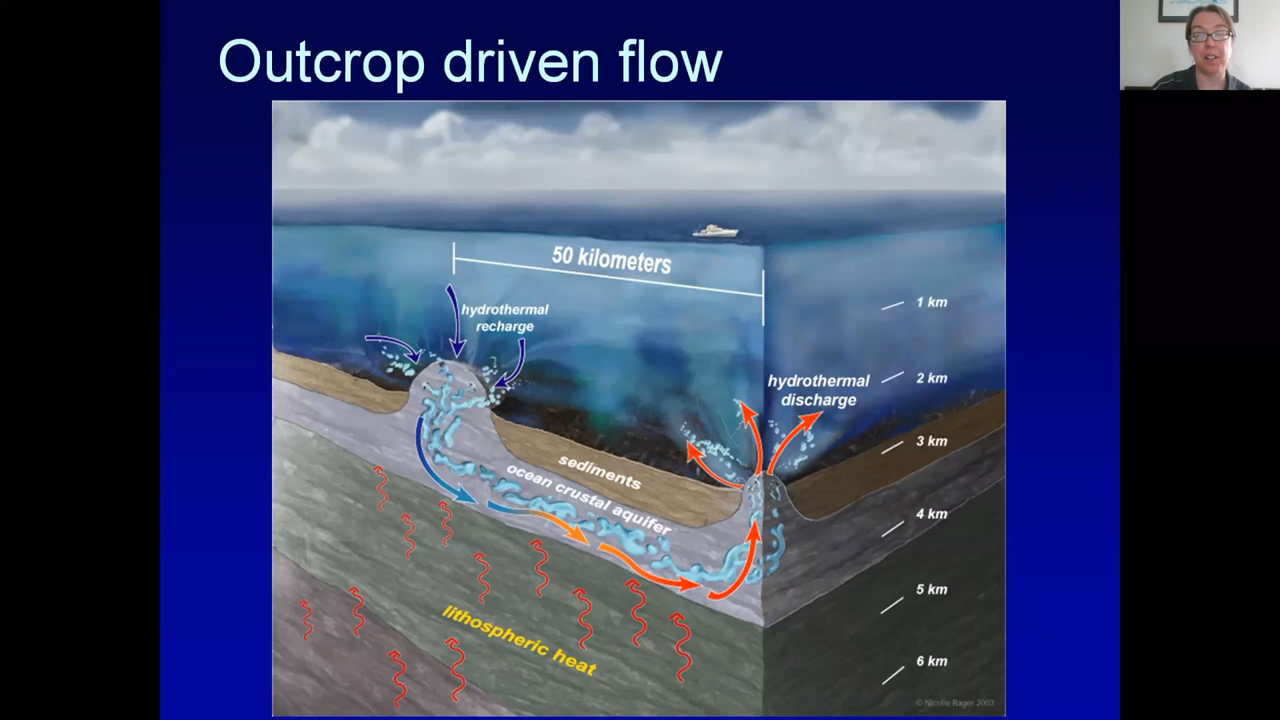 Outcrop driven flow
50 kilometers
hydrothermal
recharge
1 km
2 km
hydrothermal
discharge
3 km
sediments
ocean crustal aquifer
4 km
5 km
lithospheric heat
6 km
© Nicolle Rager 2003